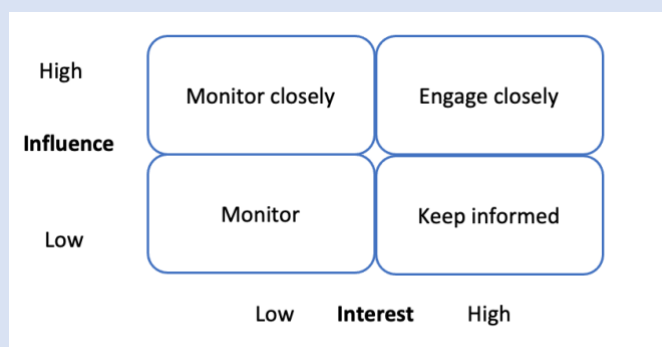 High
Monitor closely
Engage closely
Influence
Monitor
Keep informed
Low
Low Interest High